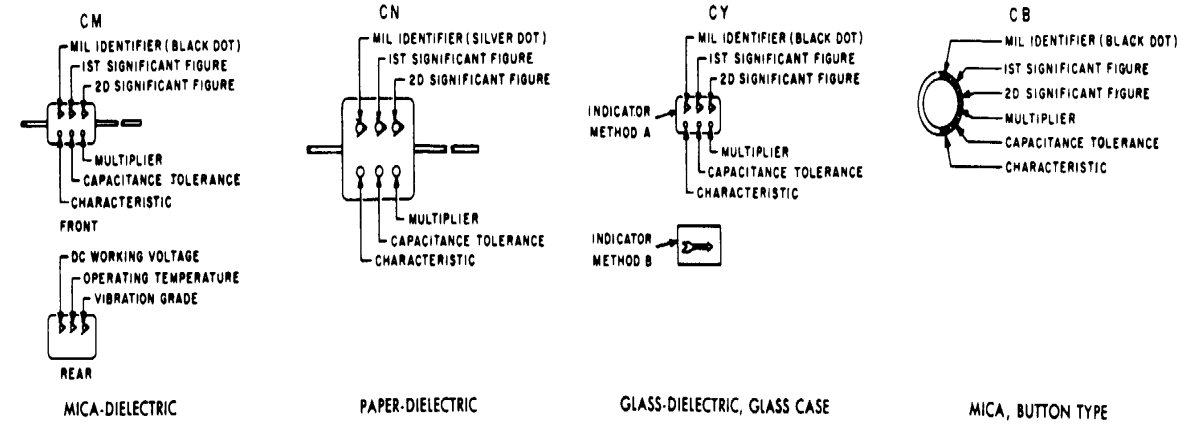 CM
MIL IDENTIFIER (BLACK DOT)
1ST SIGNIFICANT FIGURE
2D SIGNIFICANT FIGURE
MULTIPLIER
CAPACITANCE TOLERANCE
CHARACTERISTIC
FRONT
DC WORKING VOLTAGE
OPERATING TEMPERATURE
VIBRATION GRADE
REAR
MICA-DIELECTRIC
CN
MIL IDENTIFIER (SILVER DOT)
1ST SIGNIFICANT FIGURE
2D SIGNIFICANT FIGURE
MULTIPLIER
CAPACITANCE TOLERANCE
CHARACTERISTIC
PAPER-DIELECTRIC
CY
MIL IDENTIFIER (BLACK DOT)
1ST SIGNIFICANT FIGURE
2D SIGNIFICANT FIGURE
INDICATOR
METHOD A
MULTIPLIER
CAPACITANCE TOLERANCE
CHARACTERISTIC
INDICATOR
METHOD B
GLASS-DIELECTRIC, GLASS CASE
CB
MIL IDENTIFIER (BLACK DOT)
1ST SIGNIFICANT FIGURE
2D SIGNIFICANT FIGURE
MULTIPLIER
CAPACITANCE TOLERANCE
CHARACTERISTIC
MICA, BUTTON TYPE